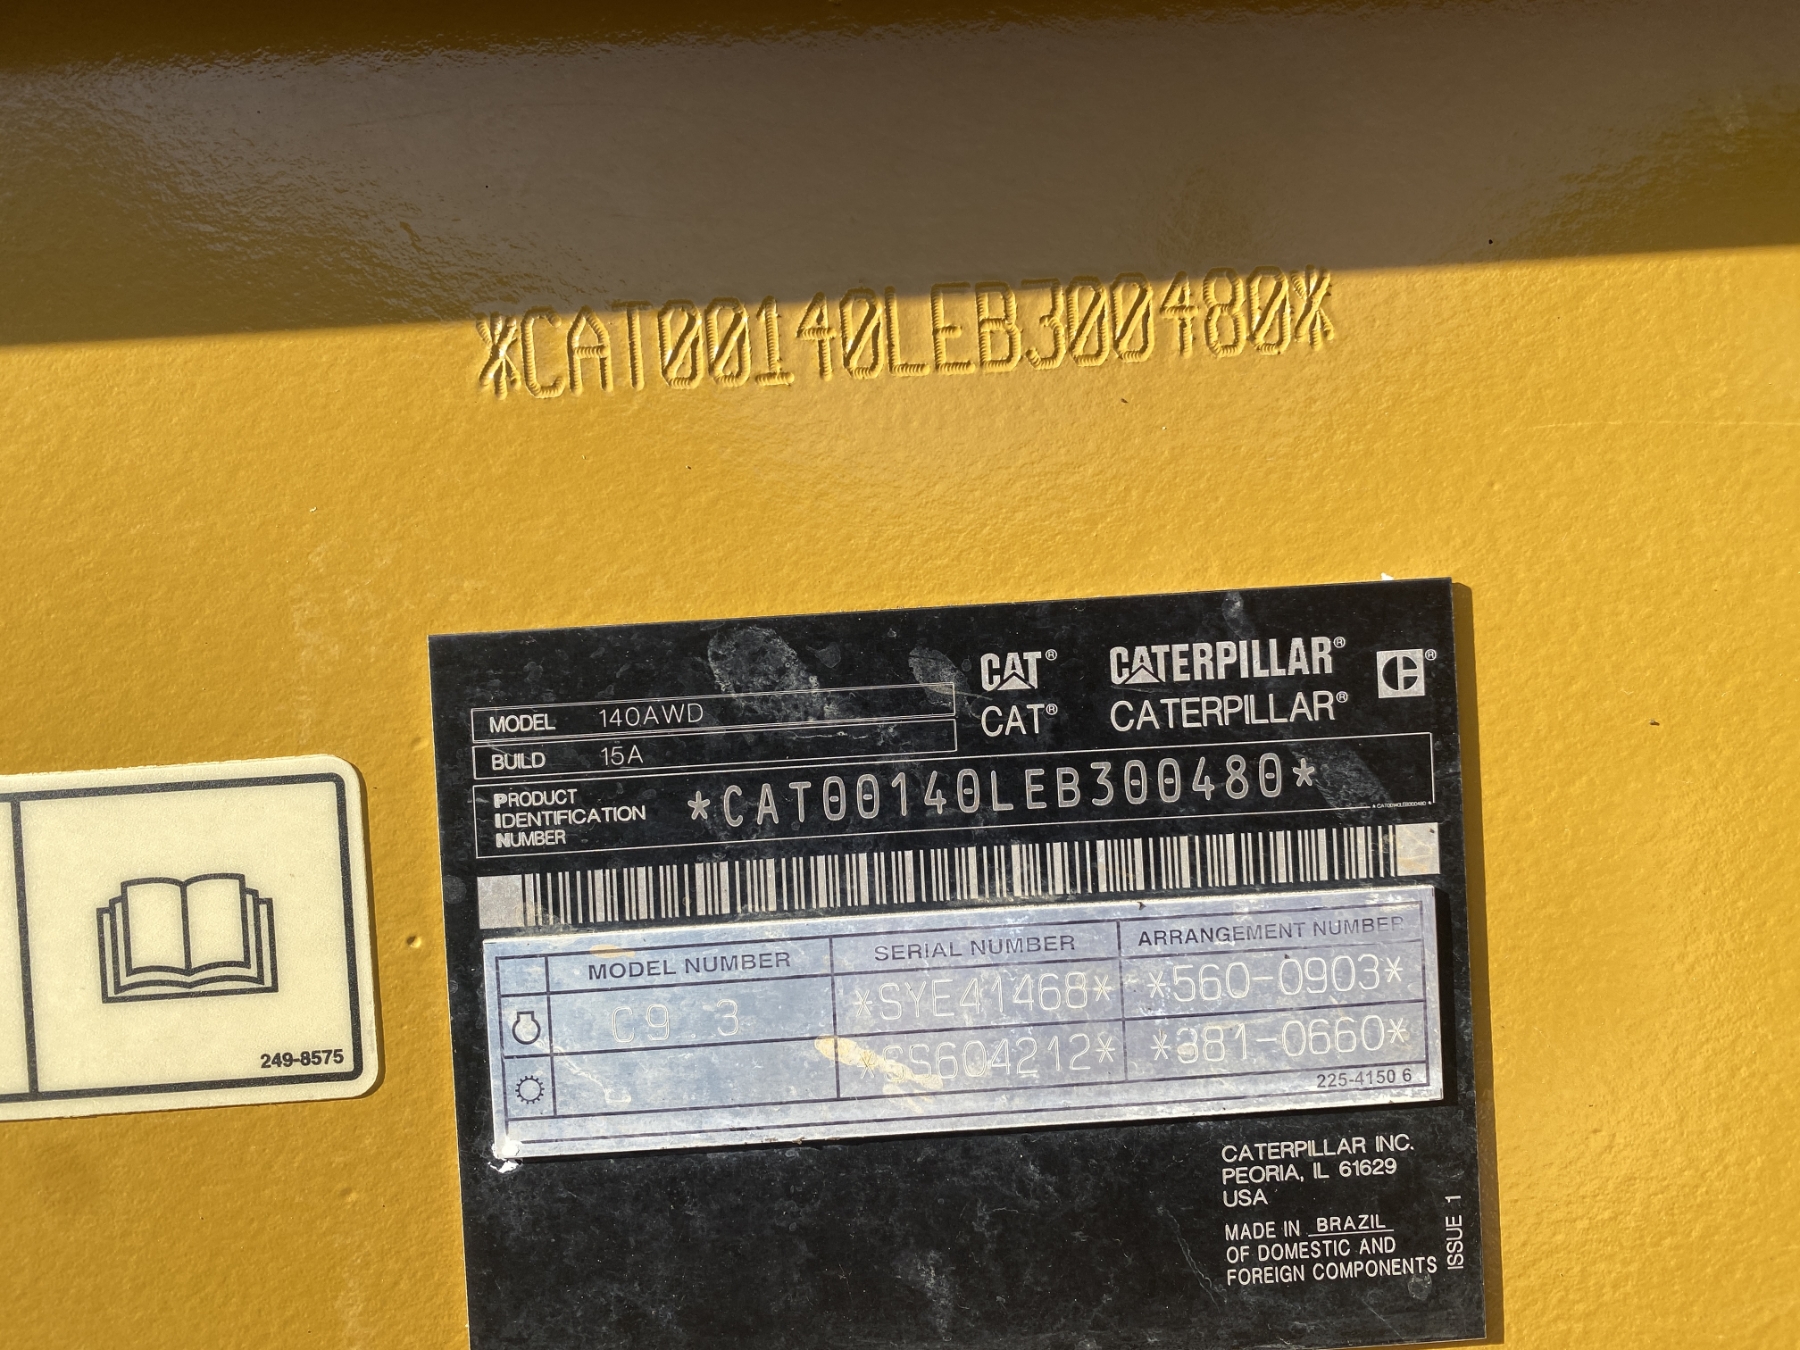 *CAT00140LEB300480*
CAT® CATERPILLAR® C®
CAT® CATERPILLAR®
MODEL 140AWD
BUILD 15A
PRODUCT IDENTIFICATION NUMBER *CAT00140LEB300480*
*CAT00140LEB300480*
MODEL NUMBER SERIAL NUMBER ARRANGEMENT NUMBER
C9.3 *SYE41468* *560-0903*
*381-0660*
225-4150 6
249-8575
CATERPILLAR INC.
PEORIA, IL 61629
USA
MADE IN BRAZIL
OF DOMESTIC AND
FOREIGN COMPONENTS
ISSUE 1